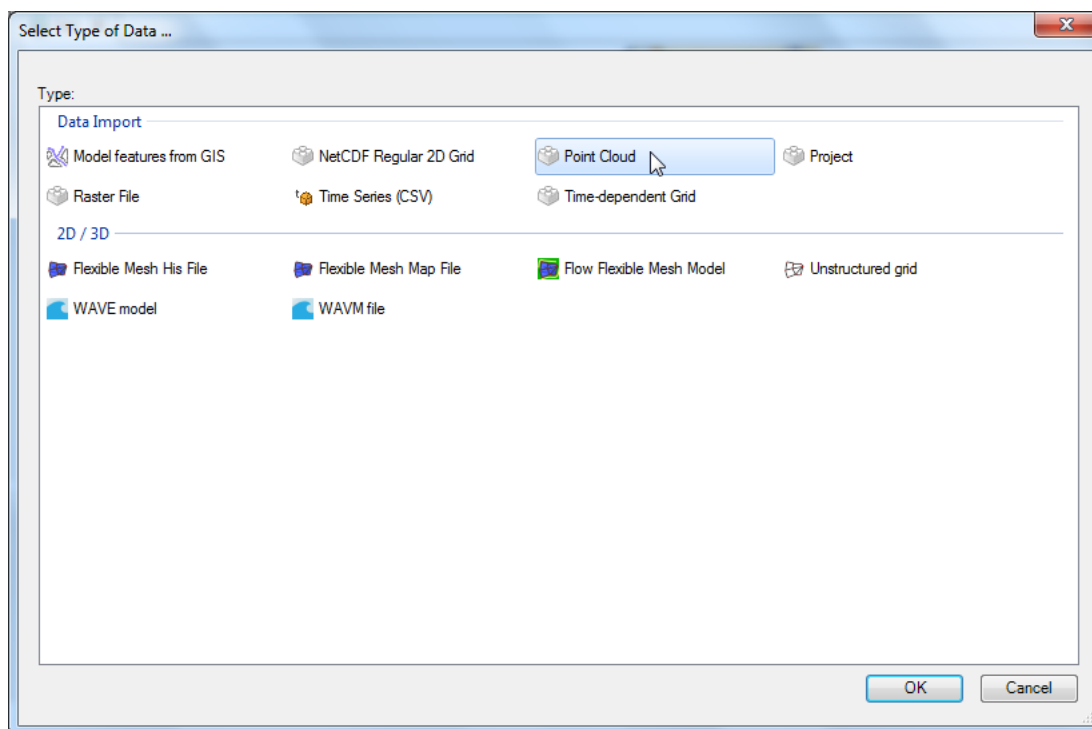 Select Type of Data ...
Type:
Data Import
Model features from GIS NetCDF Regular 2D Grid Point Cloud Project
Raster File Time Series (CSV) Time-dependent Grid
2D / 3D
Flexible Mesh His File Flexible Mesh Map File Flow Flexible Mesh Model Unstructured grid
WAVE model WAVM file
OK Cancel